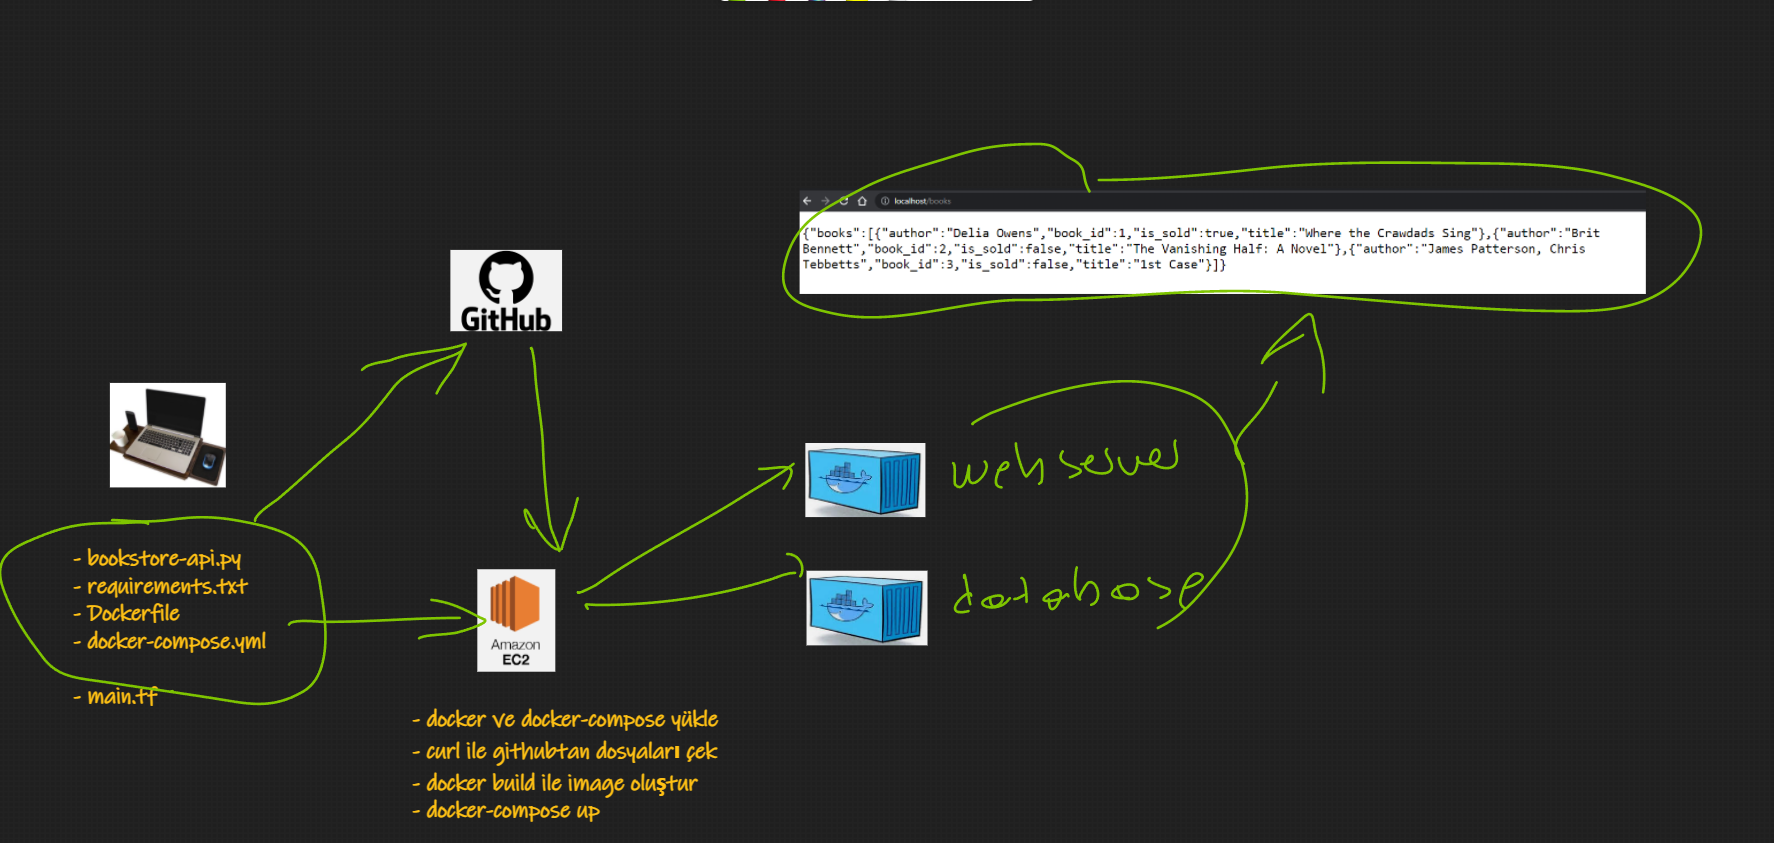 localhost/books
{"books":[{"author":"Delia Owens","book_id":1,"is_sold":true,"title":"Where the Crawdads Sing"},{"author":"Brit
Bennett","book_id":2,"is_sold":false,"title":"The Vanishing Half: A Novel"},{"author":"James Patterson, Chris
Tebbetts","book_id":3,"is_sold":false,"title":"1st Case"}]}
GitHub
- bookstore-api.py
- requirements.txt
- Dockerfile
- docker-compose.yml
- main.tf
Amazon
EC2
- docker ve docker-compose yükle
- curl ile githubtan dosyaları çek
- docker build ile image oluştur
- docker-compose up
web server
database